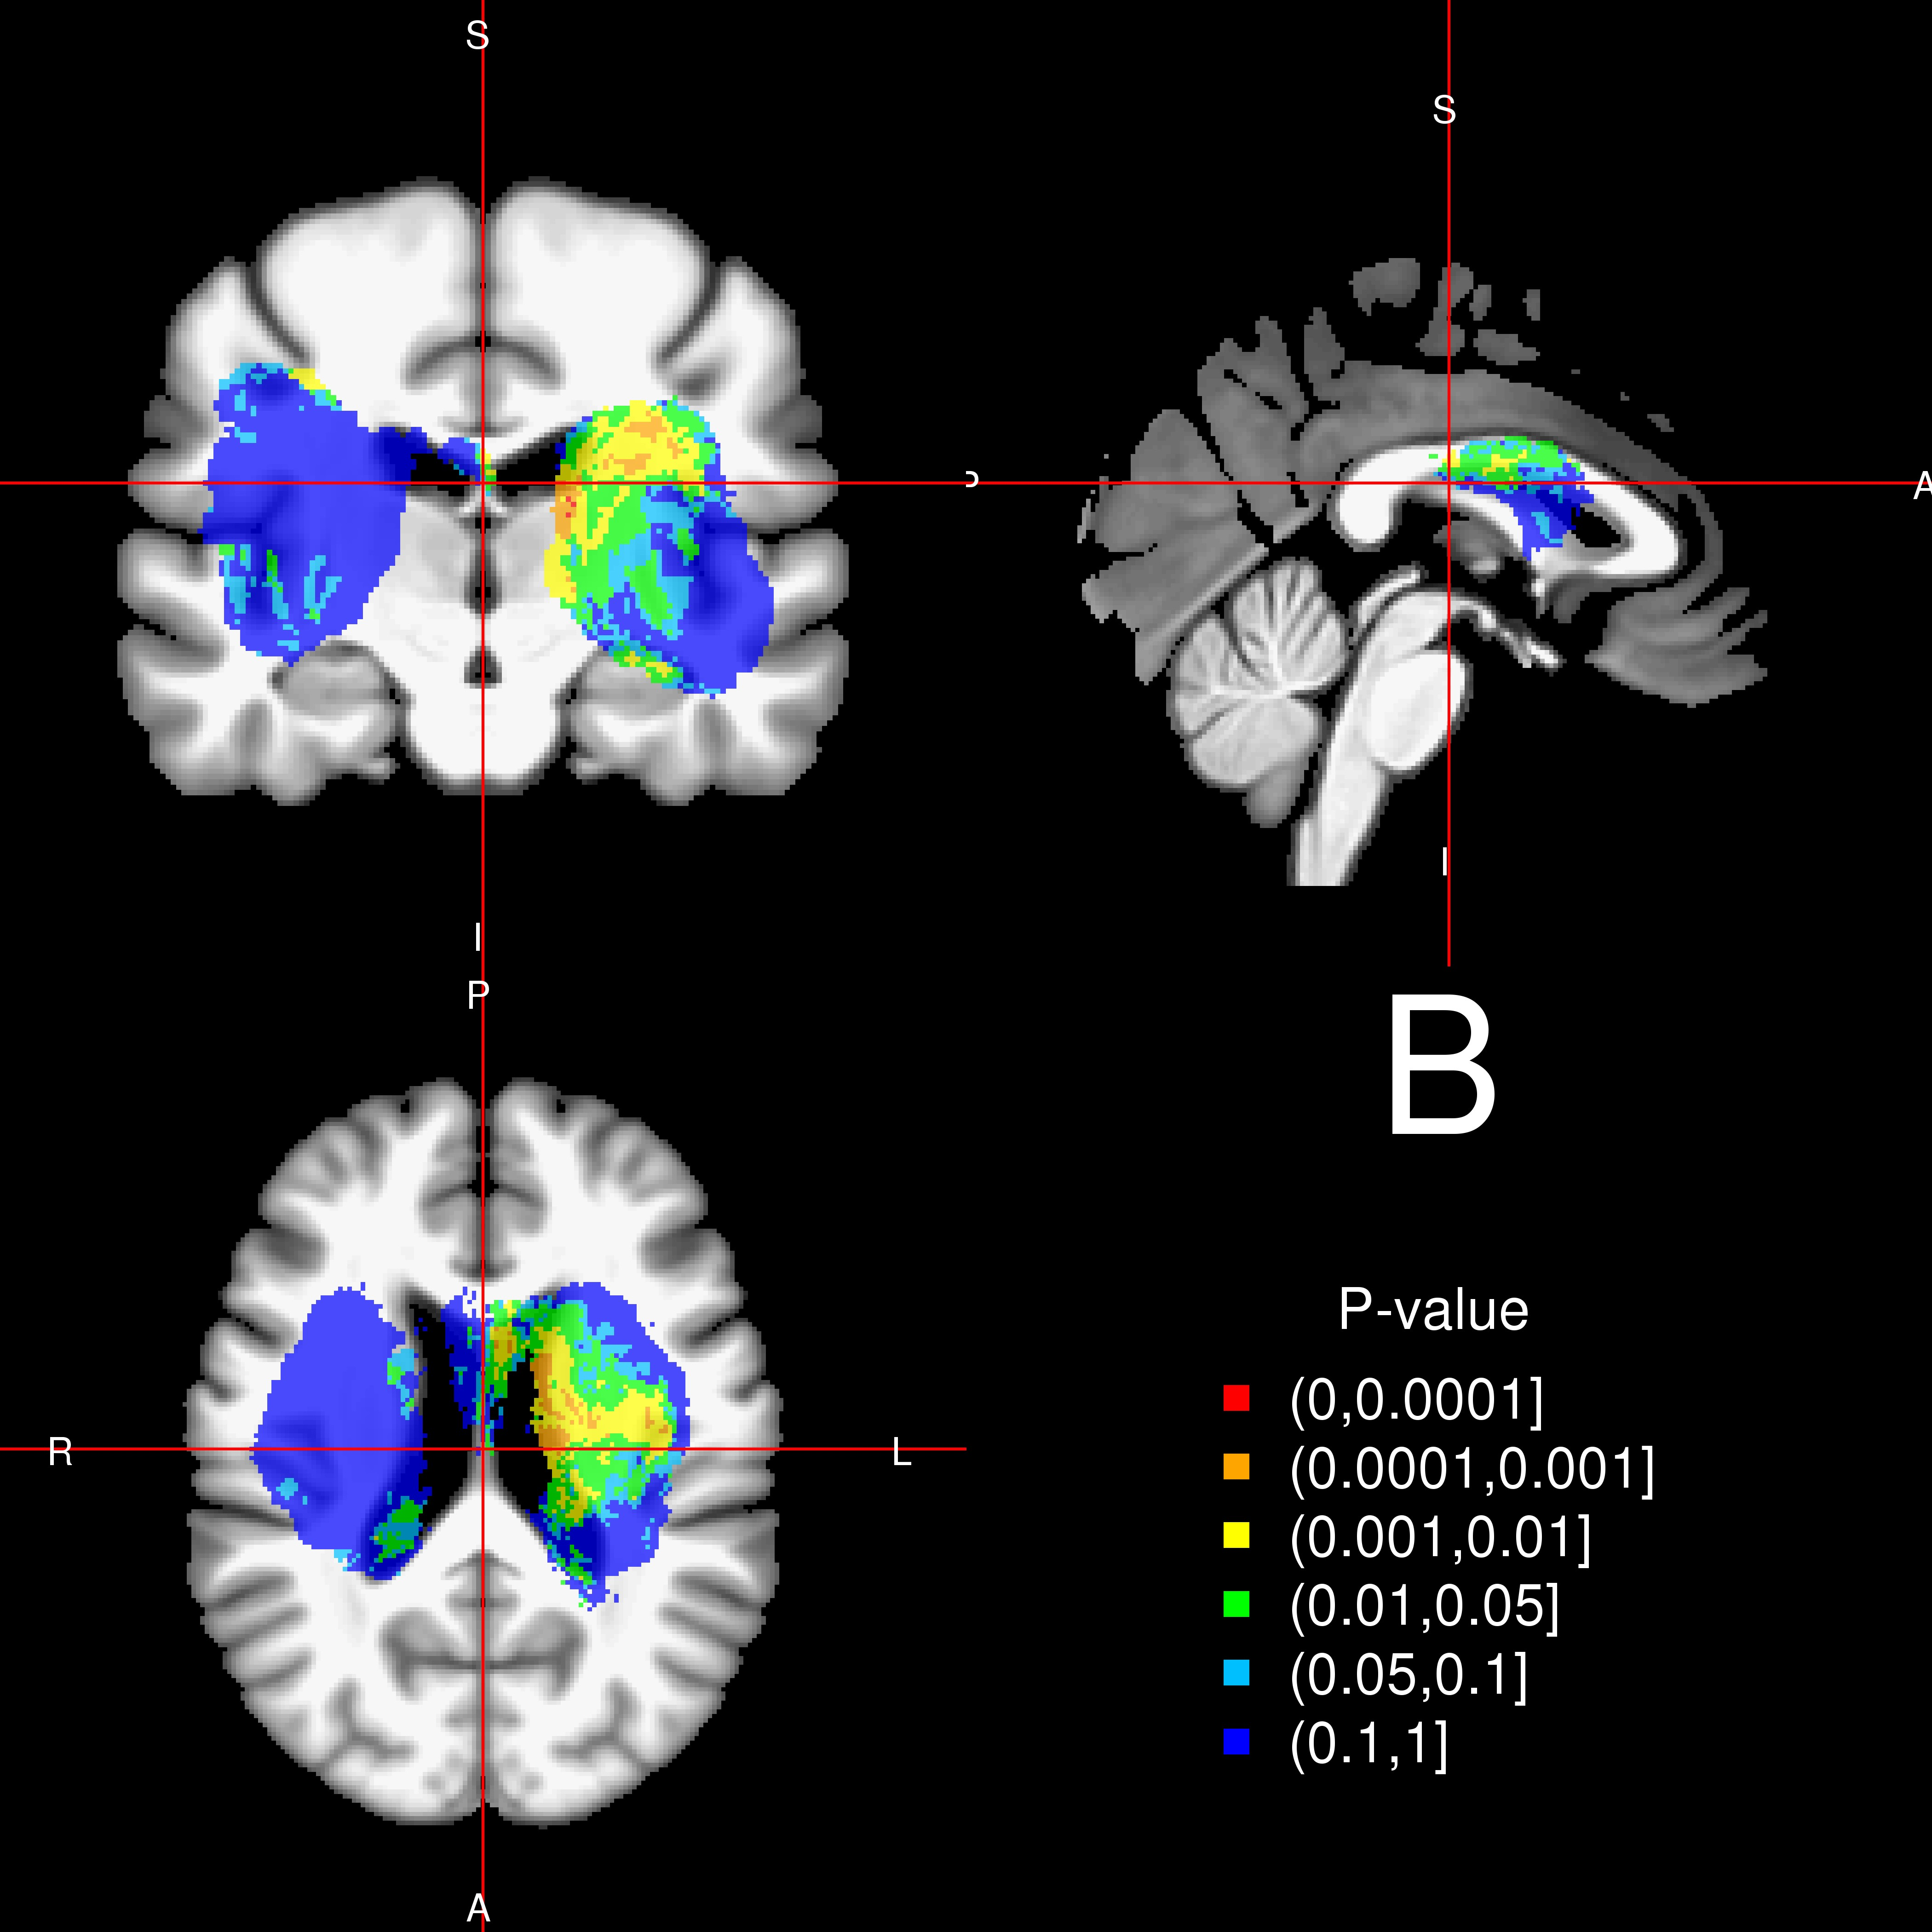 S
I
S
P
A
I
P
R
L
A
B
P-value
(0,0.0001]
(0.0001,0.001]
(0.001,0.01]
(0.01,0.05]
(0.05,0.1]
(0.1,1]